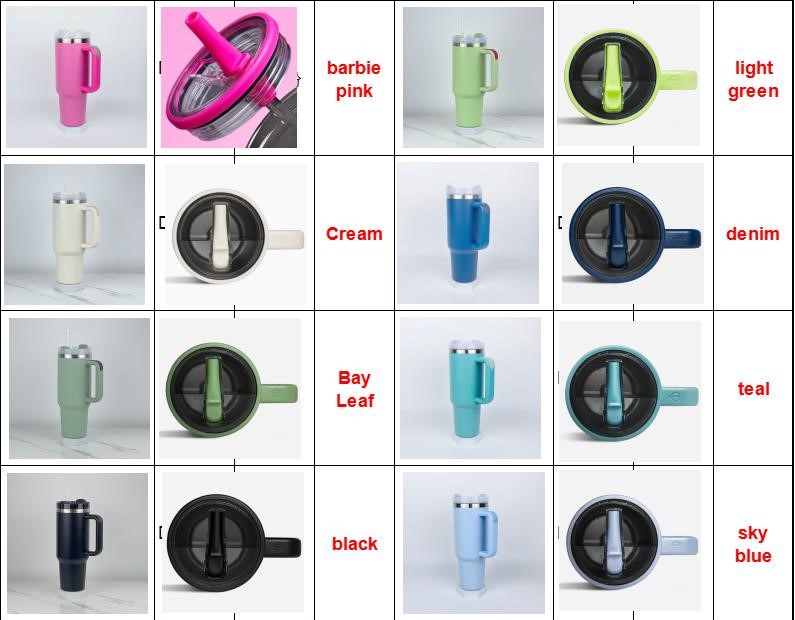 barbie
pink
light
green
Cream
denim
Bay
Leaf
teal
black
sky
blue